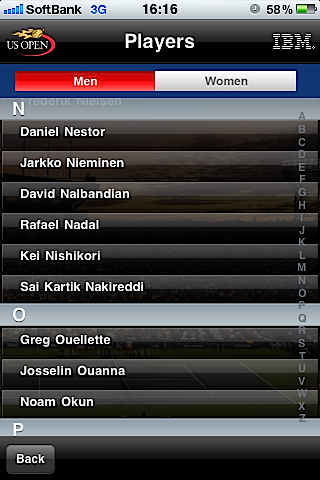 SoftBank 3G 16:16 58%
US OPEN Players IBM
Men Women
Frederik Nielsen
N
Daniel Nestor
Jarkko Nieminen
David Nalbandian
Rafael Nadal
Kei Nishikori
Sai Kartik Nakireddi
O
Greg Ouellette
Josselin Ouanna
Noam Okun
P
Back
A
B
C
D
E
F
G
H
I
J
K
L
M
N
O
P
Q
R
S
T
U
V
W
X
Z